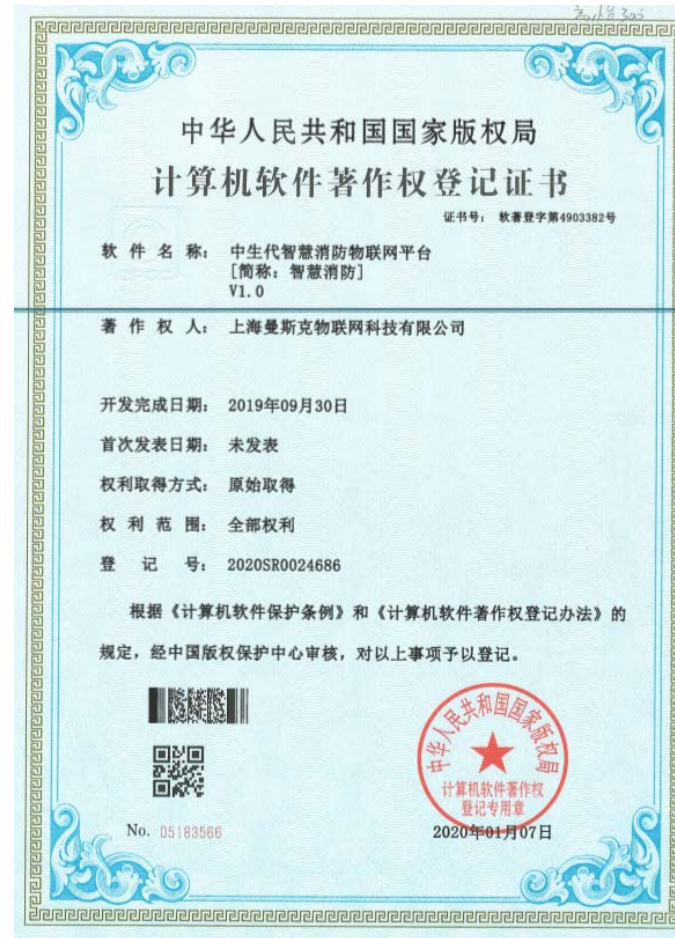 中华人民共和国国家版权局
计算机软件著作权登记证书
证书号： 软著登字第4903382号
软件名称： 中生代智慧消防物联网平台
[简称：智慧消防]
V1.0
著作权人： 上海曼斯克物联网科技有限公司
开发完成日期： 2019年09月30日
首次发表日期： 未发表
权利取得方式： 原始取得
权利范围： 全部权利
登记号： 2020SR0024686
根据《计算机软件保护条例》和《计算机软件著作权登记办法》的
规定，经中国版权保护中心审核，对以上事项予以登记。
中华人民共和国国家版权局
计算机软件著作权
登记专用章
No. 05183566
2020年01月07日